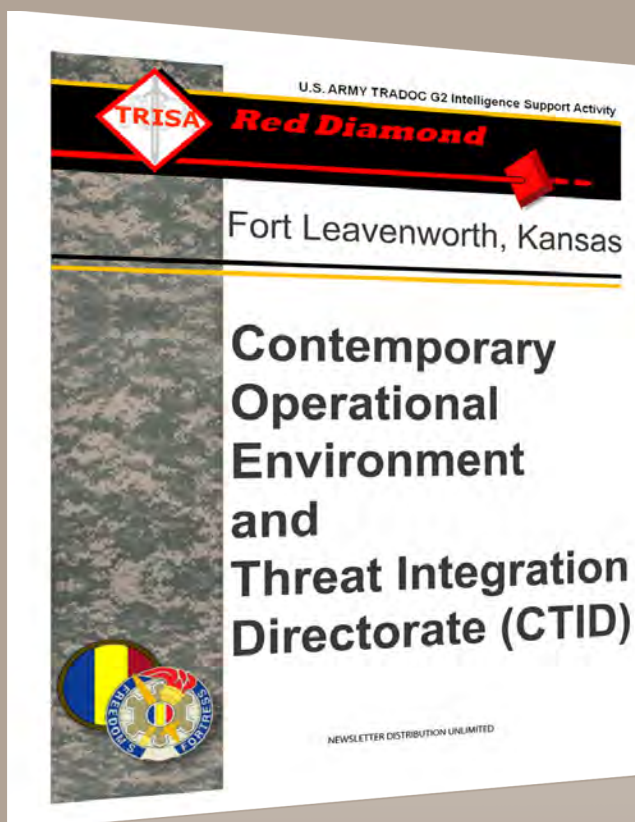 U.S. ARMY TRADOC G2 Intelligence Support Activity
TRISA
Red Diamond
Fort Leavenworth, Kansas
Contemporary
Operational
Environment
and
Threat Integration
Directorate (CTID)
FREEDOM'S FORTRESS
NEWSLETTER DISTRIBUTION UNLIMITED